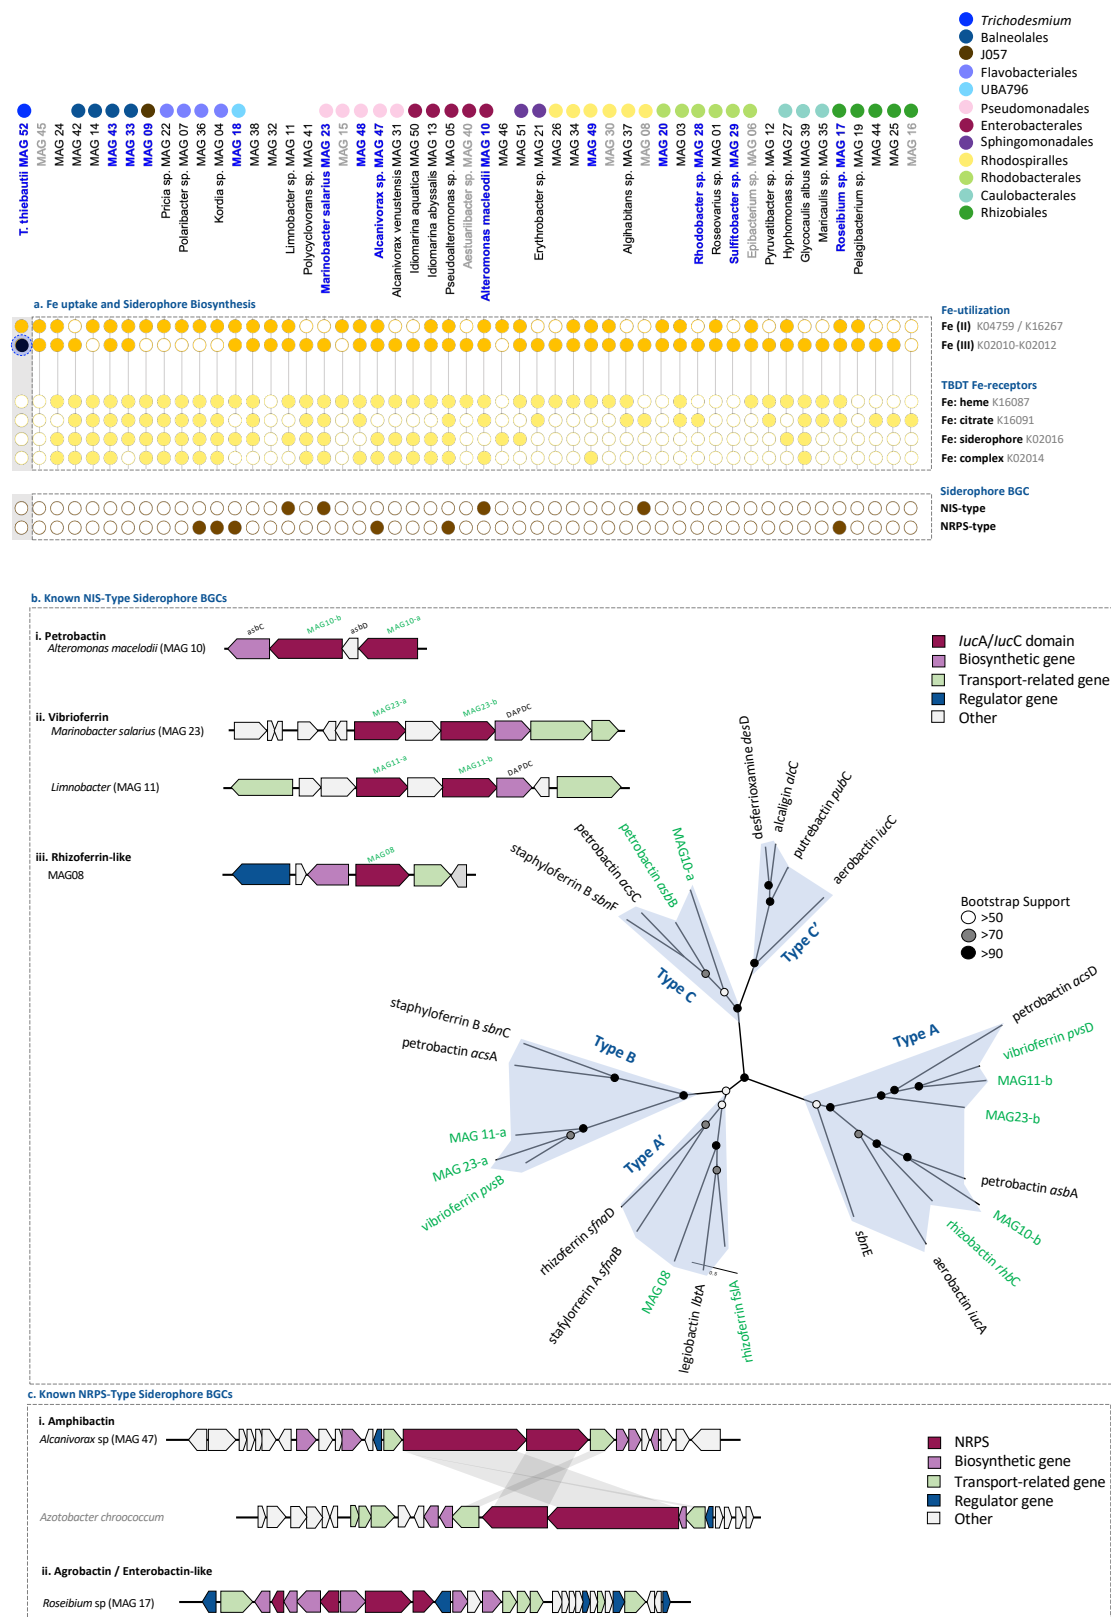 Trichodesmium
Balneolales
J057
Flavobacteriales
UBA796
Pseudomonadales
Enterobacterales
Sphingomonadales
Rhodospiralles
Rhodobacterales
Caulobacterales
Rhizobiales
T. thiebautii MAG 52
MAG 45
MAG 24
MAG 42
MAG 14
MAG 43
MAG 33
MAG 09
Pricia sp. MAG 22
Polaribacter sp. MAG 07
MAG 36
Kordia sp. MAG 04
MAG 18
MAG 38
MAG 32
Limnobacter sp. MAG 11
Polycyclovorans sp. MAG 41
Marinobacter salarius MAG 23
MAG 15
MAG 48
Alcanivorax sp. MAG 47
Alcanivorax venustensis MAG 31
Idiomarina aquatica MAG 50
Idiomarina abyssalis MAG 13
Pseudoalteromonas sp. MAG 05
Aestuariibacter sp. MAG 40
Alteromonas macleodii MAG 10
MAG 46
MAG 51
Erythrobacter sp. MAG 21
MAG 26
MAG 34
MAG 49
MAG 30
Algihabitans sp. MAG 37
MAG 08
MAG 20
MAG 03
Rhodobacter sp. MAG 28
Roseovarius sp. MAG 01
Sulfitobacter sp. MAG 29
Epibacterium sp. MAG 06
Pyruvatibacter sp. MAG 12
Hyphomonas sp. MAG 27
Glycocaulis albus MAG 39
Maricaulis sp. MAG 35
Roseibium sp. MAG 17
Pelagibacterium sp. MAG 19
MAG 44
MAG 25
MAG 16
a. Fe uptake and Siderophore Biosynthesis
Fe-utilization
Fe (II) K04759 / K16267
Fe (III) K02010-K02012
TBDT Fe-receptors
Fe: heme K16087
Fe: citrate K16091
Fe: siderophore K02016
Fe: complex K02014
Siderophore BGC
NIS-type
NRPS-type
b. Known NIS-Type Siderophore BGCs
i. Petrobactin
Alteromonas macelodii (MAG 10)
asbC
MAG10-b
asbD
MAG10-a
IucA/IucC domain
Biosynthetic gene
Transport-related gene
Regulator gene
Other
ii. Vibrioferrin
Marinobacter salarius (MAG 23)
MAG23-a
MAG23-b
DAPDC
Limnobacter (MAG 11)
MAG11-a
MAG11-b
DAPDC
iii. Rhizoferrin-like
MAG08
MAG08
desferrioxamine desD
alcaligin alcC
putrebactin pubC
aerobactin iucC
Type C'
staphyloferrin B sbnF
petrobactin acsC
petrobactin asbB
MAG10-a
Type C
Bootstrap Support
>50
>70
>90
petrobactin acsD
vibrioferrin pvsD
MAG11-b
MAG23-b
Type A
petrobactin asbA
MAG10-b
rhizobactin rhbC
aerobactin iucA
sbnE
staphyloferrin B sbnC
petrobactin acsA
Type B
MAG 11-a
MAG 23-a
vibrioferrin pvsB
Type A'
rhizoferrin sfnaD
stafylorrerin A sfnaB
MAG 08
legiobactin lbtA
rhizoferrin fslA
0.5
c. Known NRPS-Type Siderophore BGCs
i. Amphibactin
Alcanivorax sp (MAG 47)
Azotobacter chroococcum
NRPS
Biosynthetic gene
Transport-related gene
Regulator gene
Other
ii. Agrobactin / Enterobactin-like
Roseibium sp (MAG 17)